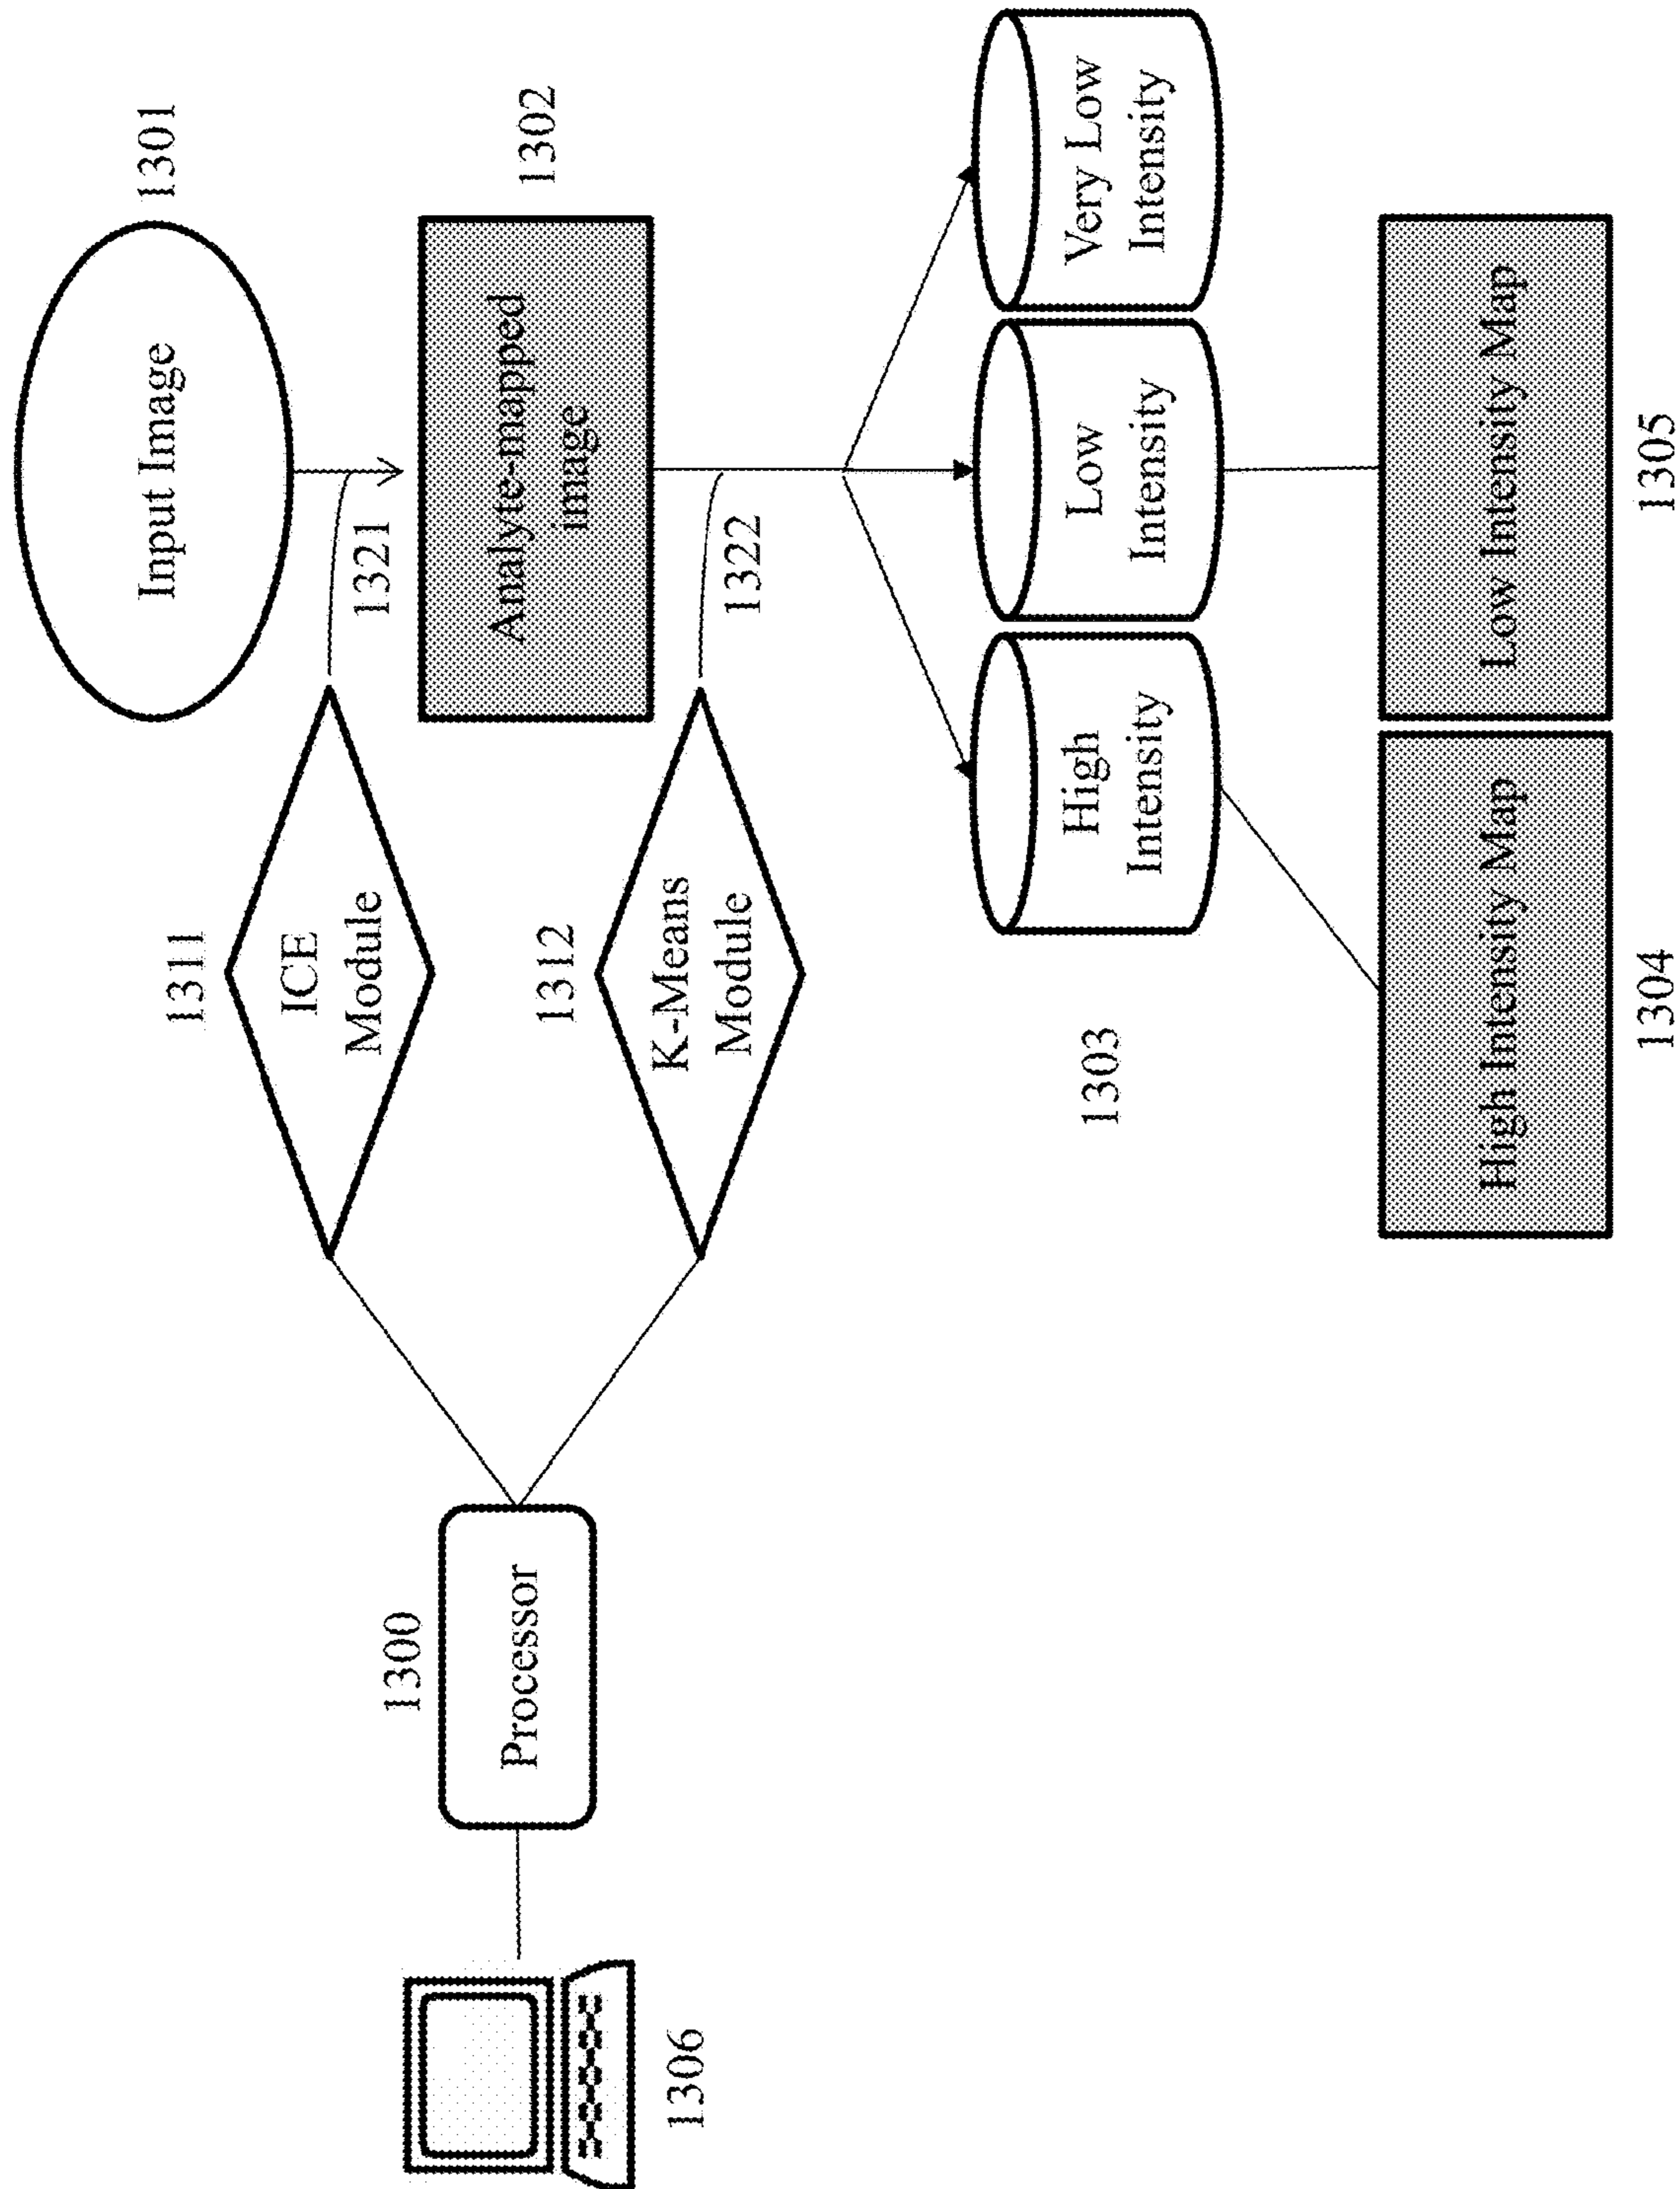 Input Image
1301
1311
ICE
Module
1321
Analyte-mapped
image
1302
1300
Processor
1306
1312
K-Means
Module
1322
1303
High
Intensity
Low
Intensity
Very Low
Intensity
High Intensity Map
1304
Low Intensity Map
1305